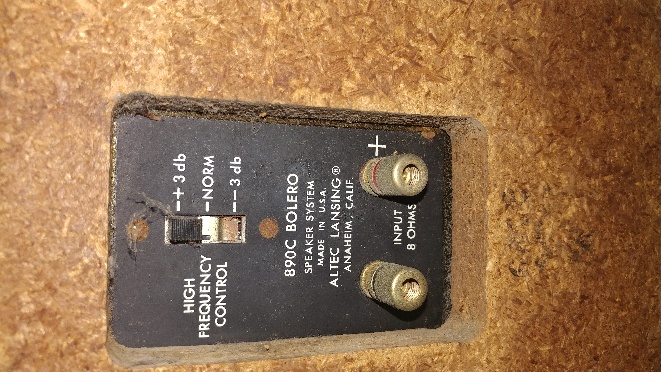 HIGH
FREQUENCY
CONTROL
+3 db
NORM
-3 db
890C BOLERO
SPEAKER SYSTEM
MADE IN U.S.A.
ALTEC LANSING®
ANAHEIM, CALIF.
INPUT
8 OHMS
+